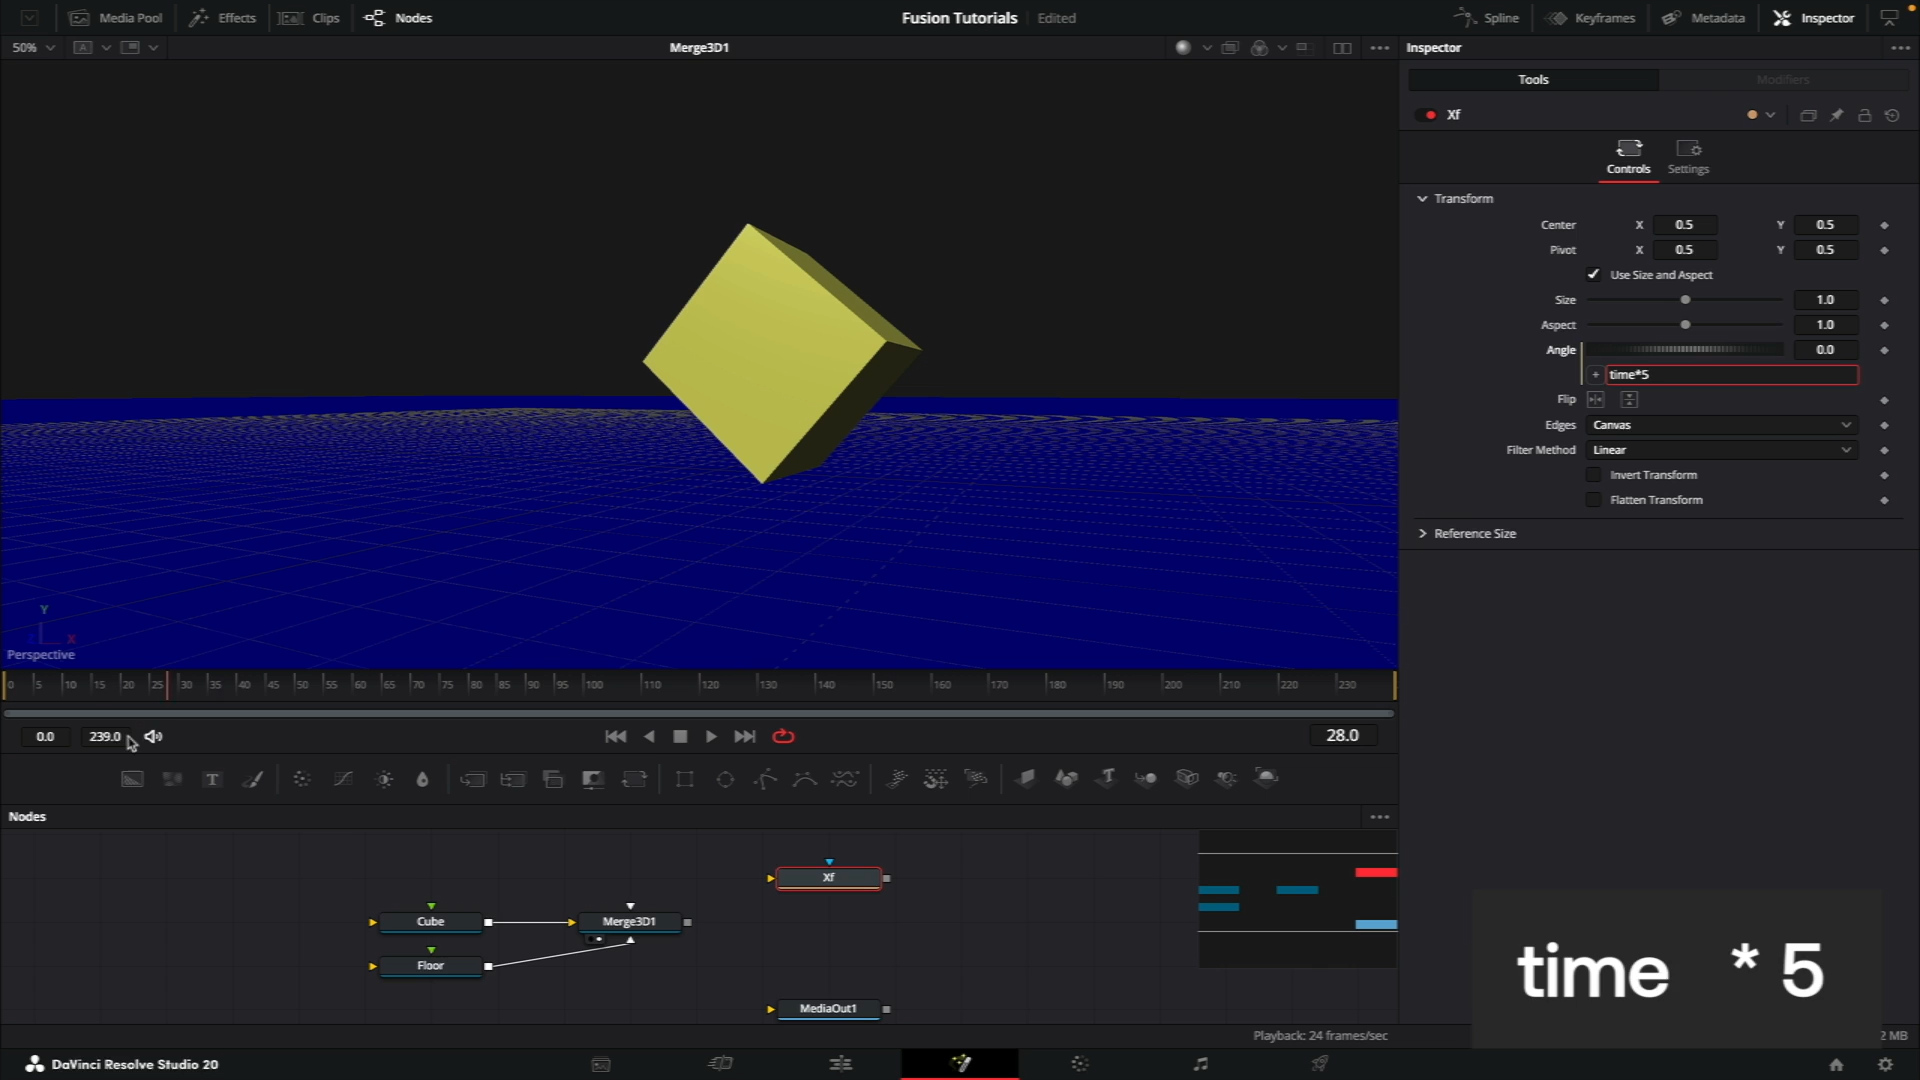 Media Pool
Effects
Clips
Nodes
Fusion Tutorials
Edited
Spline
Keyframes
Metadata
Inspector
50%
A
Merge3D1
Inspector
Tools
Modifiers
Xf
Controls
Settings
Transform
Center X 0.5 Y 0.5
Pivot X 0.5 Y 0.5
Use Size and Aspect
Size 1.0
Aspect 1.0
Angle 0.0
+ time*5
Flip
Edges Canvas
Filter Method Linear
Invert Transform
Flatten Transform
Reference Size
Y
Z X
Perspective
0 5 10 15 20 25 30 35 40 45 50 55 60 65 70 75 80 85 90 95 100 110 120 130 140 150 160 170 180 190 200 210 220 230
0.0 239.0 28.0
T
T
Nodes
Xf
Cube
Merge3D1
Floor
MediaOut1
time * 5
Playback: 24 frames/sec
2 MB
DaVinci Resolve Studio 20